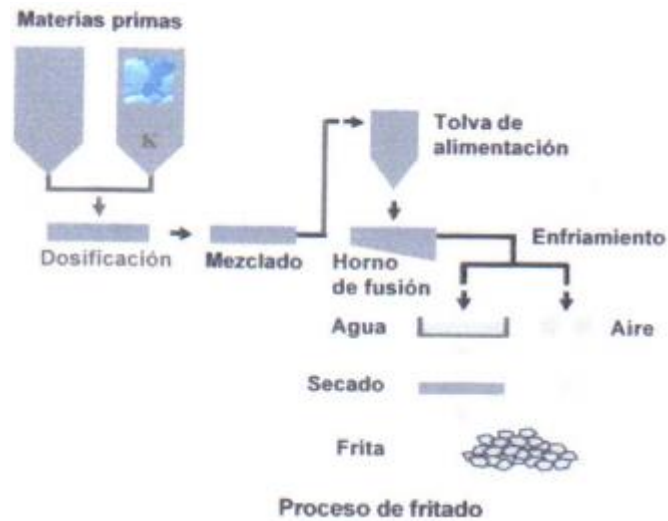 Materias primas
K
Tolva de
alimentación
Dosificación
Mezclado
Horno
de fusión
Enfriamiento
Agua
Aire
Secado
Frita
Proceso de fritado